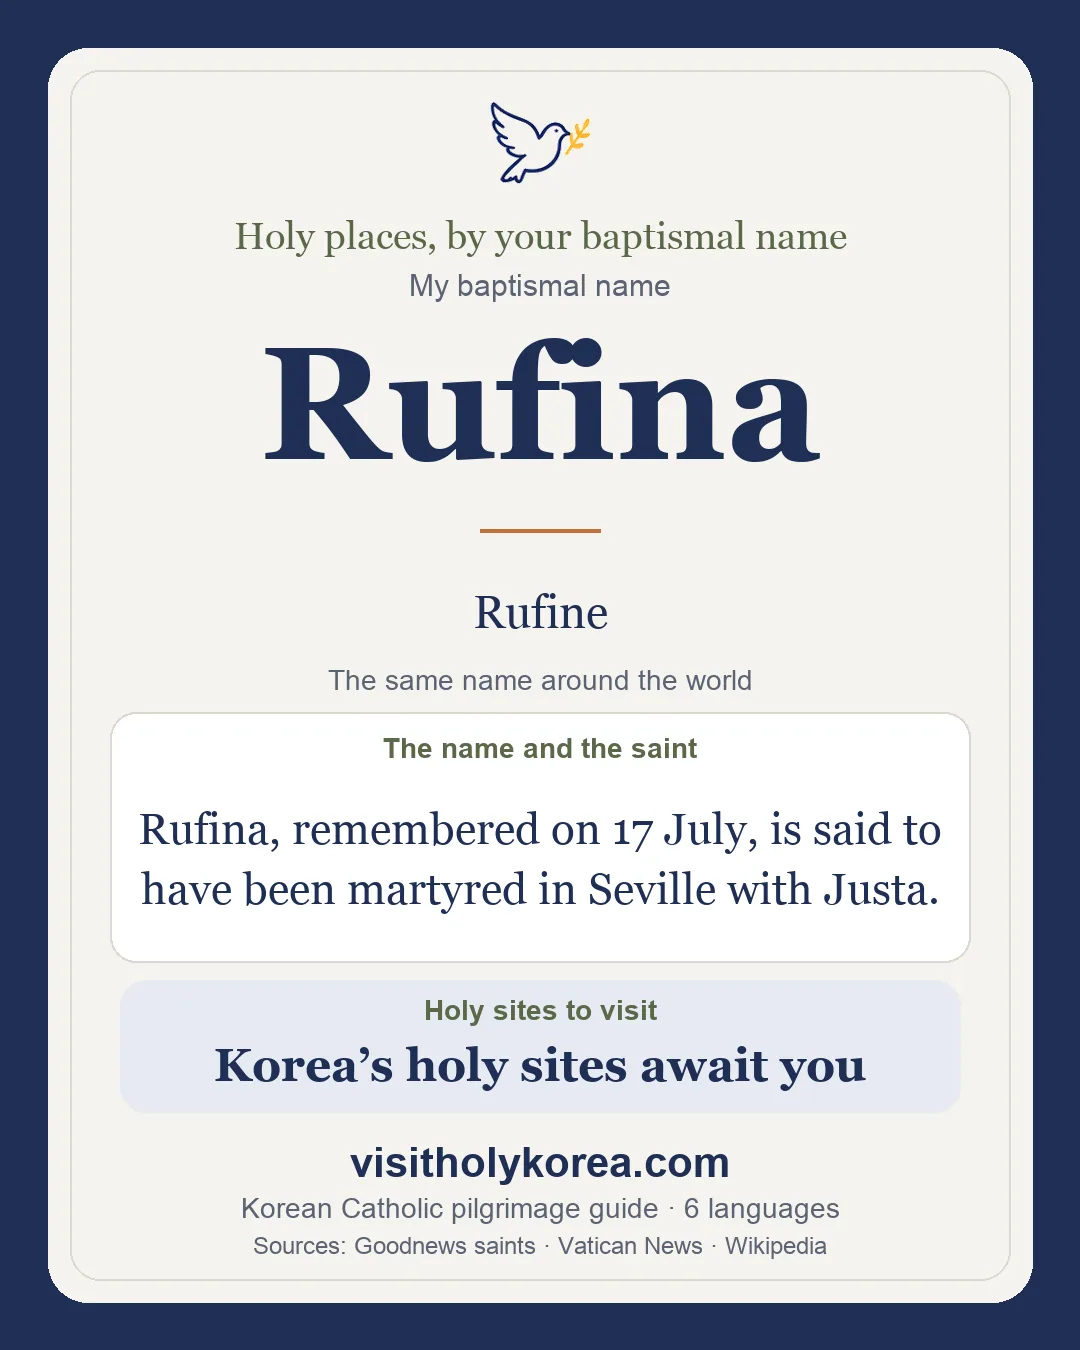 Holy places, by your baptismal name
My baptismal name
Rufina
Rufine
The same name around the world
The name and the saint
Rufina, remembered on 17 July, is said to
have been martyred in Seville with Justa.
Holy sites to visit
Korea’s holy sites await you
visitholykorea.com
Korean Catholic pilgrimage guide · 6 languages
Sources: Goodnews saints · Vatican News · Wikipedia